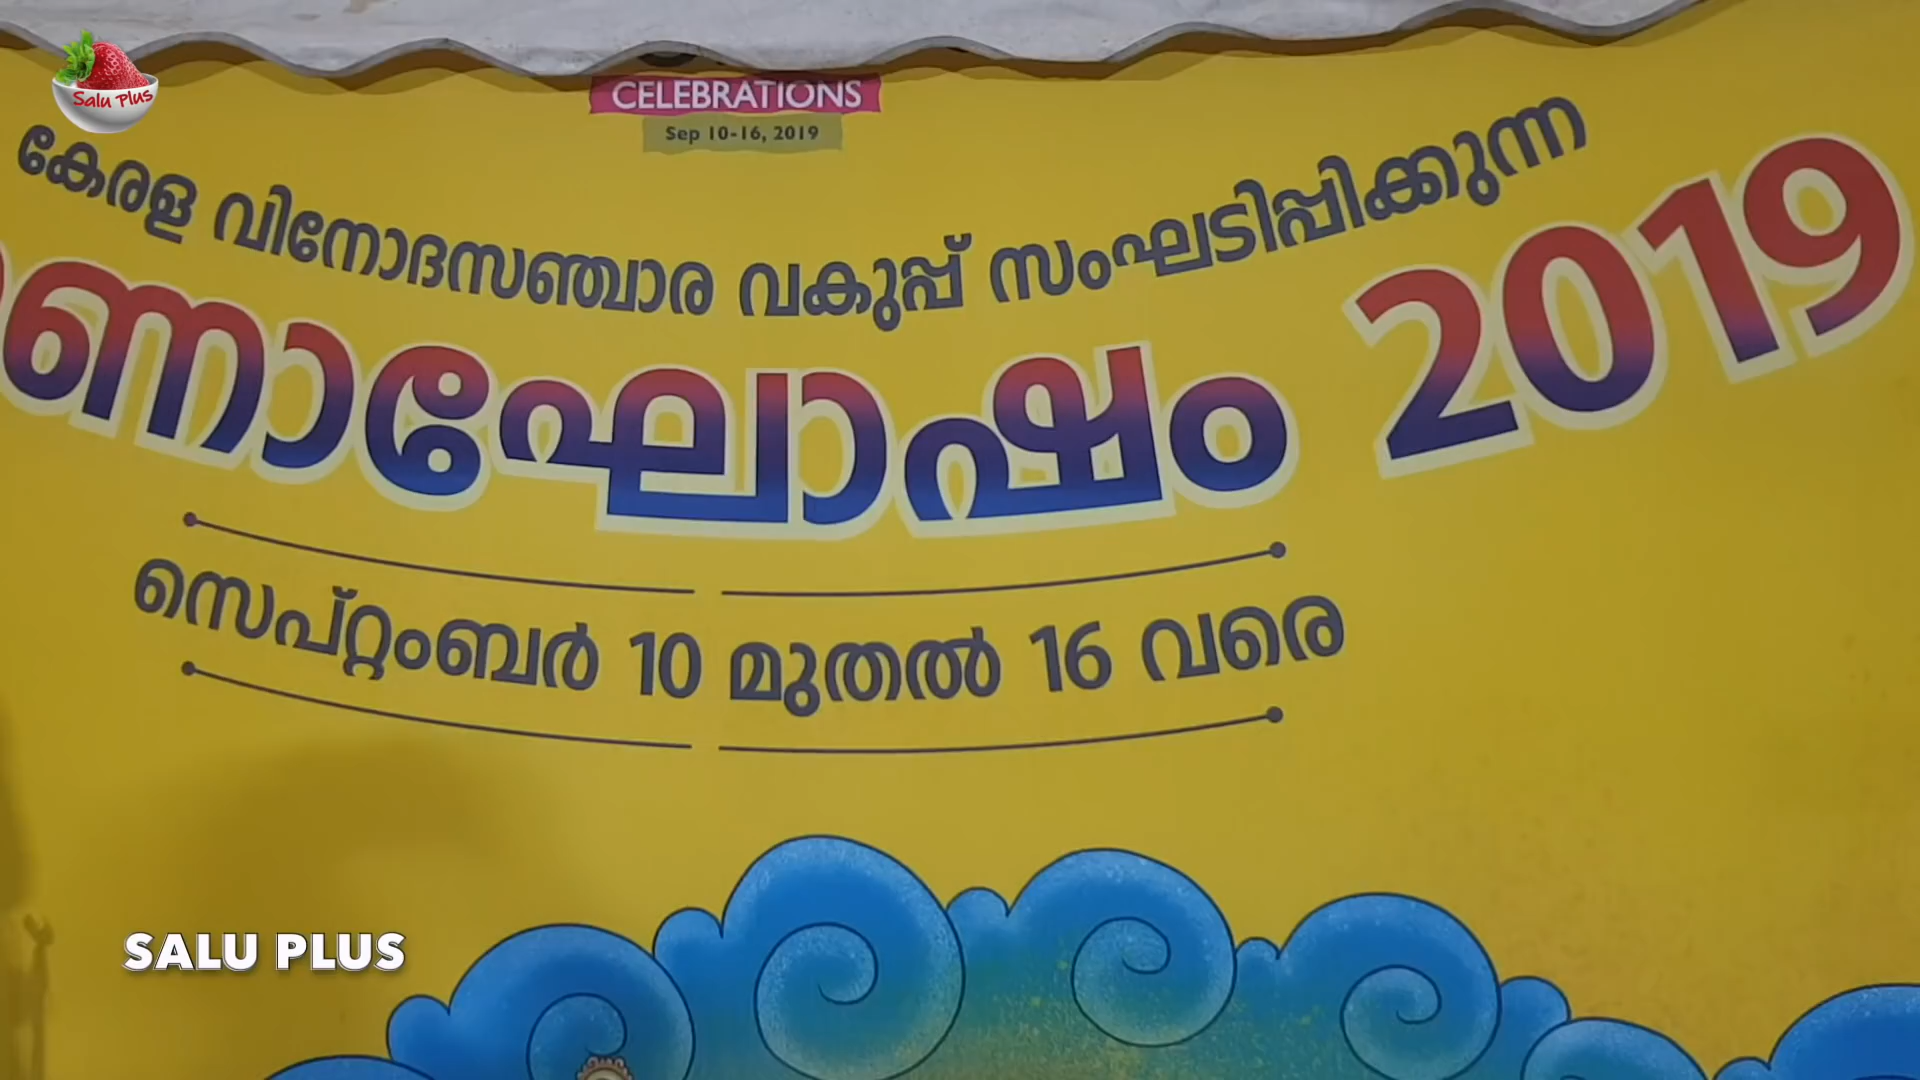 Salu Plus
CELEBRATIONS
Sep 10-16, 2019
കേരള വിനോദസഞ്ചാര വകുപ്പ് സംഘടിപ്പിക്കുന്ന
ണാഘോഷം 2019
സെപ്റ്റംബർ 10 മുതൽ 16 വരെ
SALU PLUS